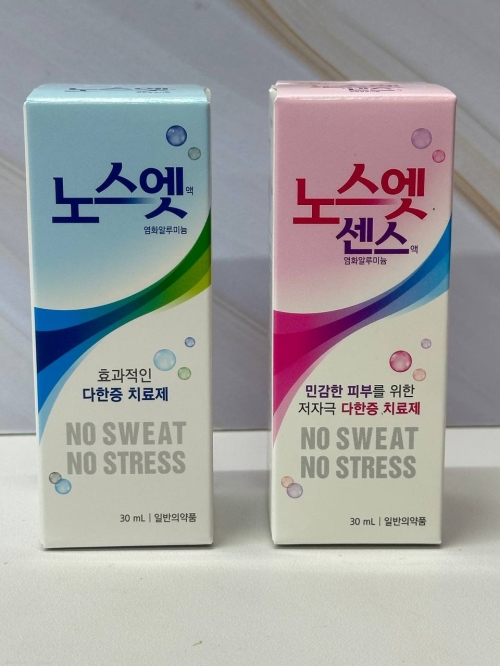 노스엣 액
염화알루미늄
효과적인
다한증 치료제
NO SWEAT
NO STRESS
30 mL | 일반의약품
노스엣
센스 액
염화알루미늄
민감한 피부를 위한
저자극 다한증 치료제
NO SWEAT
NO STRESS
30 mL | 일반의약품